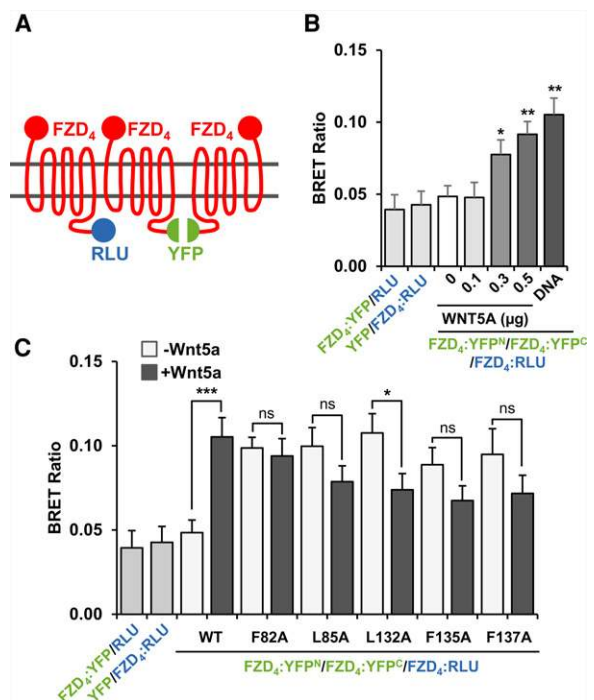 A
FZD4 FZD4 FZD4
RLU YFP
B
BRET Ratio
0.15
0.10
0.05
0.00
* ** **
0 0.1 0.3 0.5 DNA
FZD4:YFP/RLU
YFP/FZD4:RLU
WNT5A (µg)
FZD4:YFPN/FZD4:YFPC
/FZD4:RLU
C
-Wnt5a
+Wnt5a
BRET Ratio
0.15
0.10
0.05
0.00
*** ns ns * ns ns
FZD4:YFP/RLU
YFP/FZD4:RLU
WT F82A L85A L132A F135A F137A
FZD4:YFPN/FZD4:YFPC/FZD4:RLU